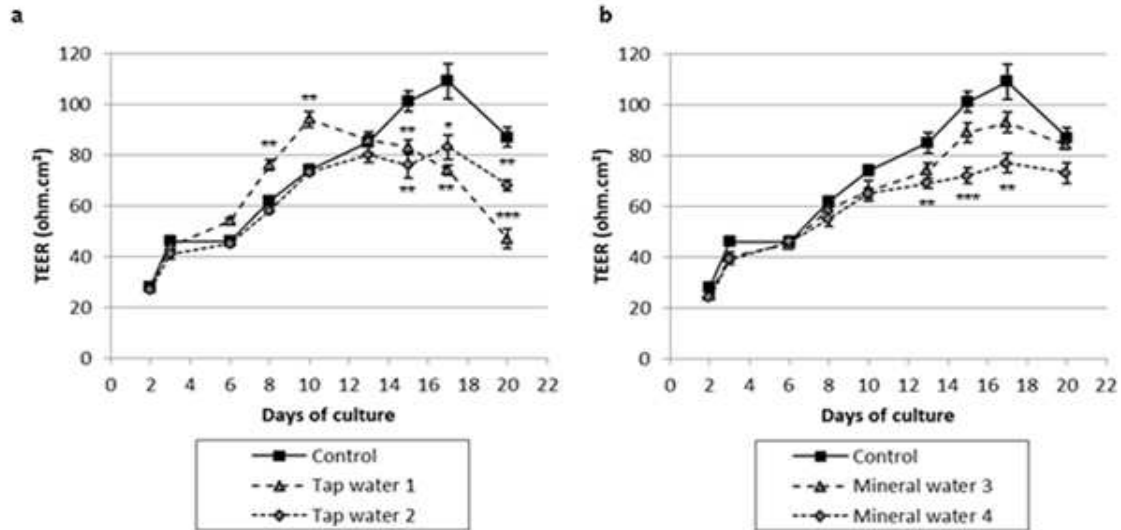 a
TEER (ohm.cm²)
120
100
80
60
40
20
0
** ** ** ** * ** ** *** **
0 2 4 6 8 10 12 14 16 18 20 22
Days of culture
Control
Tap water 1
Tap water 2
b
TEER (ohm.cm²)
120
100
80
60
40
20
0
** *** **
0 2 4 6 8 10 12 14 16 18 20 22
Days of culture
Control
Mineral water 3
Mineral water 4